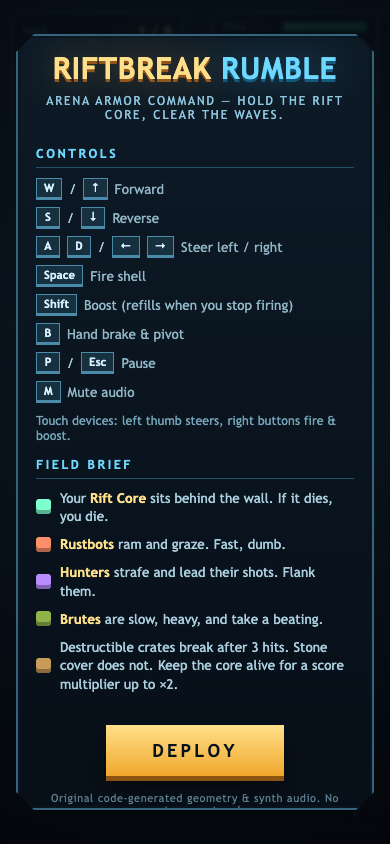 RIFTBREAK RUMBLE
ARENA ARMOR COMMAND — HOLD THE RIFT
CORE, CLEAR THE WAVES.
CONTROLS
W / ↑ Forward
S / ↓ Reverse
A D / ← → Steer left / right
Space Fire shell
Shift Boost (refills when you stop firing)
B Hand brake & pivot
P / Esc Pause
M Mute audio
Touch devices: left thumb steers, right buttons fire &
boost.
FIELD BRIEF
Your Rift Core sits behind the wall. If it dies,
you die.
Rustbots ram and graze. Fast, dumb.
Hunters strafe and lead their shots. Flank
them.
Brutes are slow, heavy, and take a beating.
Destructible crates break after 3 hits. Stone
cover does not. Keep the core alive for a score
multiplier up to ×2.
DEPLOY
Original code-generated geometry & synth audio. No